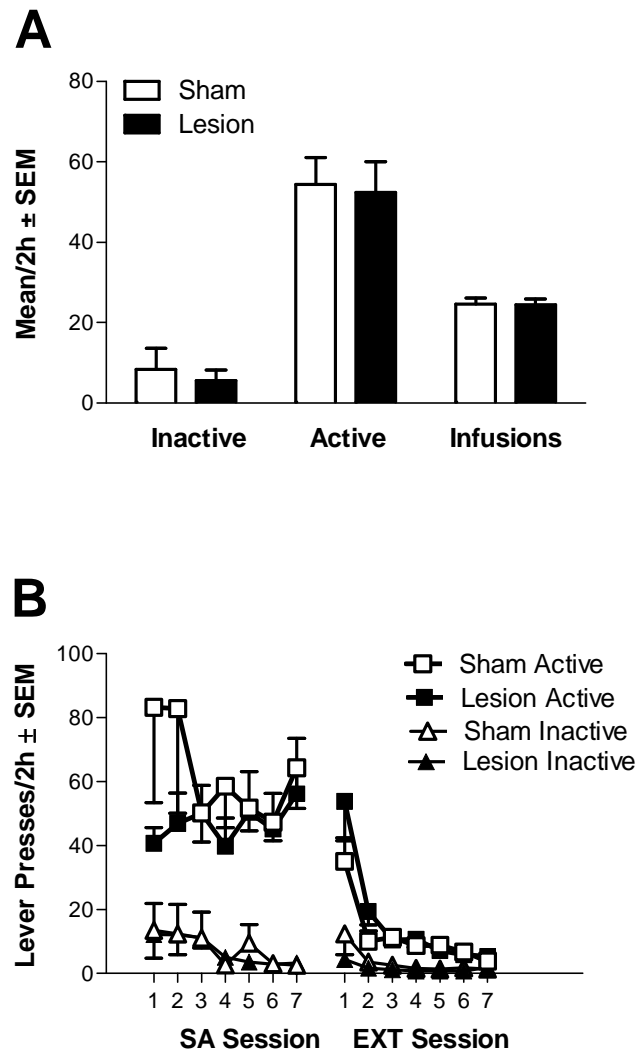 A
80
60
40
20
0
Mean/2h ± SEM
Sham
Lesion
Inactive Active Infusions
B
100
80
60
40
20
0
Lever Presses/2h ± SEM
Sham Active
Lesion Active
Sham Inactive
Lesion Inactive
1 2 3 4 5 6 7 1 2 3 4 5 6 7
SA Session EXT Session